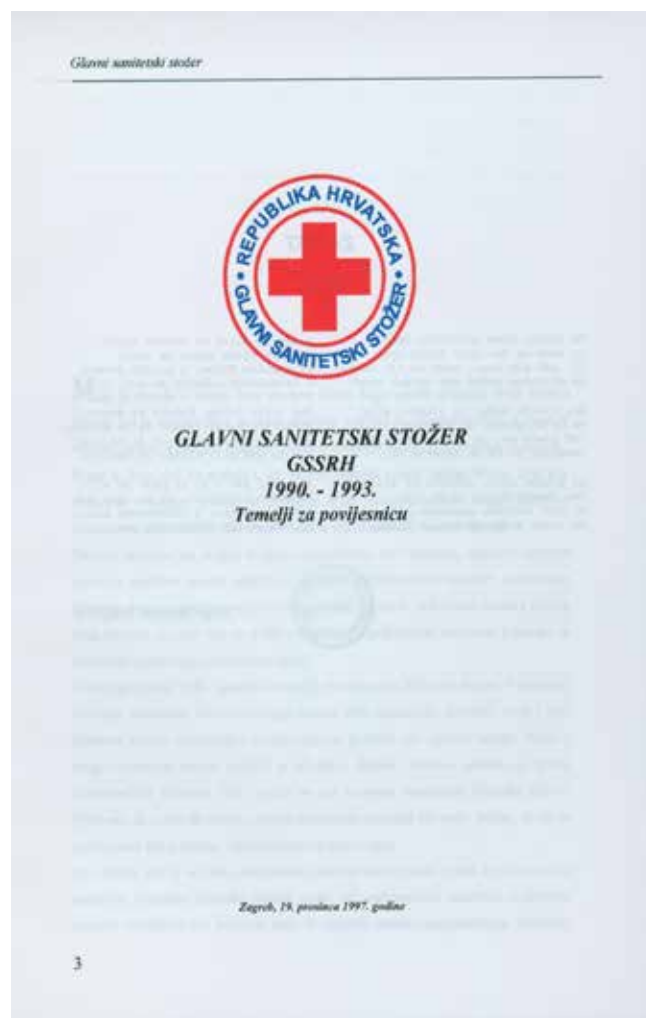 Glavni sanitetski stožer
REPUBLIKA HRVATSKA
• GLAVNI SANITETSKI STOŽER •
GLAVNI SANITETSKI STOŽER
GSSRH
1990. - 1993.
Temelji za povijesnicu
Zagreb, 19. prosinca 1997. godine
3